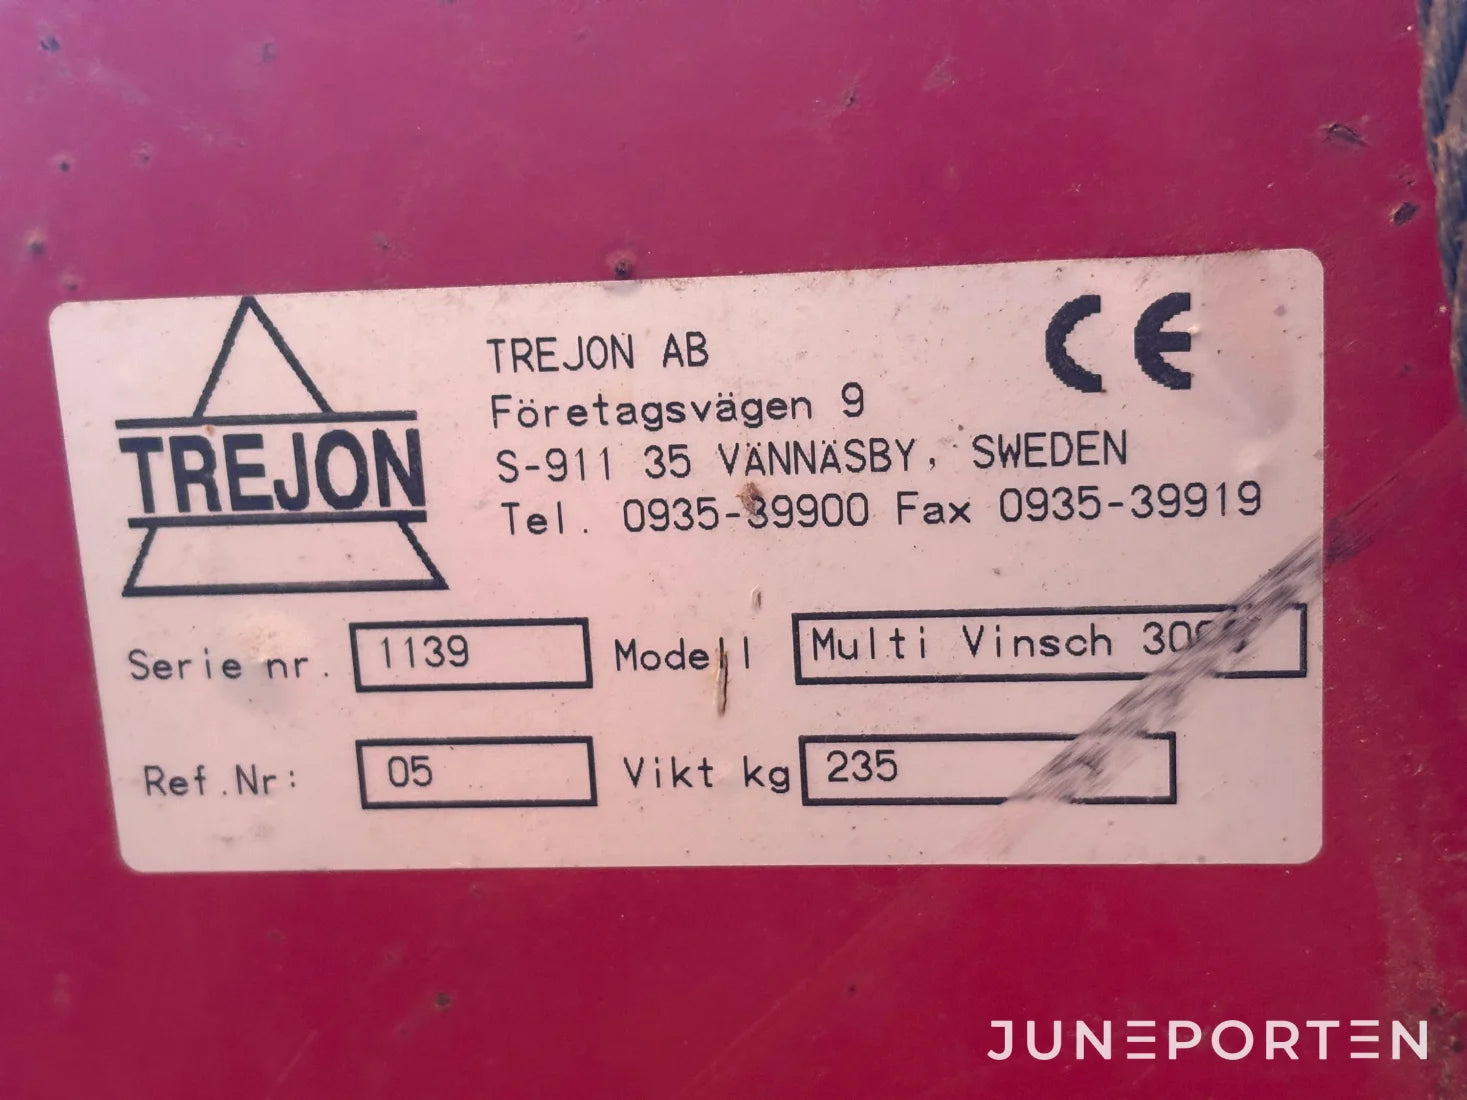 TREJON
TREJON AB
Företagsvägen 9
S-911 35 VÄNNÄSBY, SWEDEN
Tel. 0935-39900 Fax 0935-39919
CE
Serie nr. 1139 Modell Multi Vinsch
Ref.Nr: 05 Vikt kg 235
JUNEPORTEN